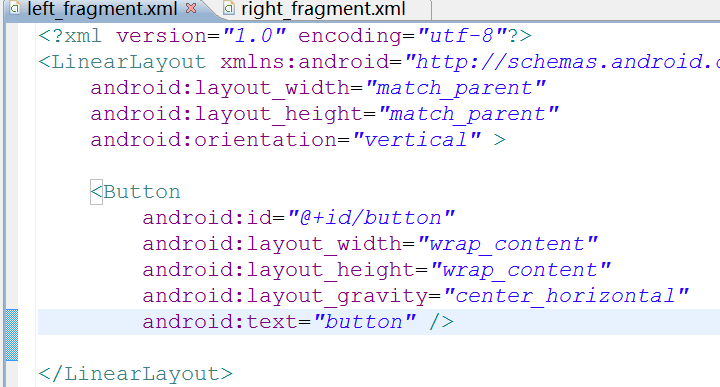 left_fragment.xml right_fragment.xml
<?xml version="1.0" encoding="utf-8"?>
<LinearLayout xmlns:android="http://schemas.android.
    android:layout_width="match_parent"
    android:layout_height="match_parent"
    android:orientation="vertical" >
    <Button
        android:id="@+id/button"
        android:layout_width="wrap_content"
        android:layout_height="wrap_content"
        android:layout_gravity="center_horizontal"
        android:text="button" />
</LinearLayout>